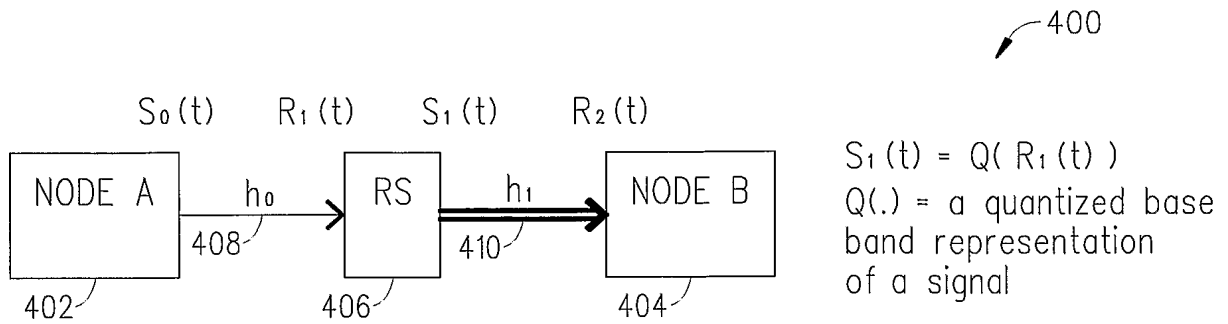 400
S₀(t) R₁(t) S₁(t) R₂(t)
NODE A h₀ RS h₁ NODE B
408 410
402 406 404
S₁(t) = Q( R₁(t) )
Q(.) = a quantized base
band representation
of a signal